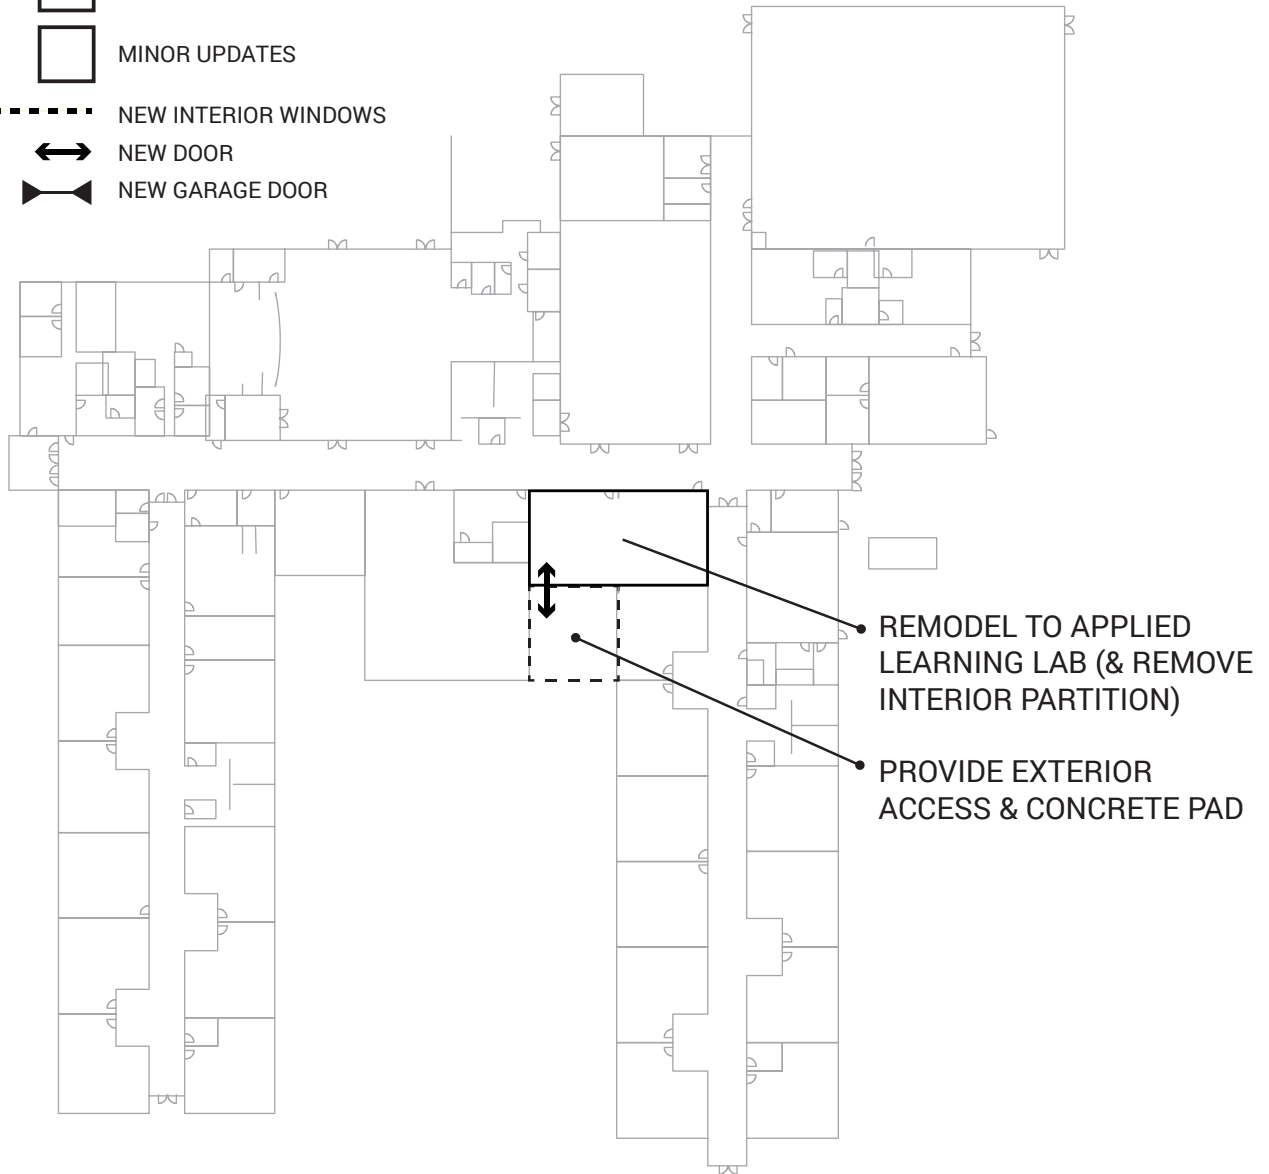 MINOR UPDATES
NEW INTERIOR WINDOWS
NEW DOOR
NEW GARAGE DOOR
REMODEL TO APPLIED
LEARNING LAB (& REMOVE
INTERIOR PARTITION)
PROVIDE EXTERIOR
ACCESS & CONCRETE PAD